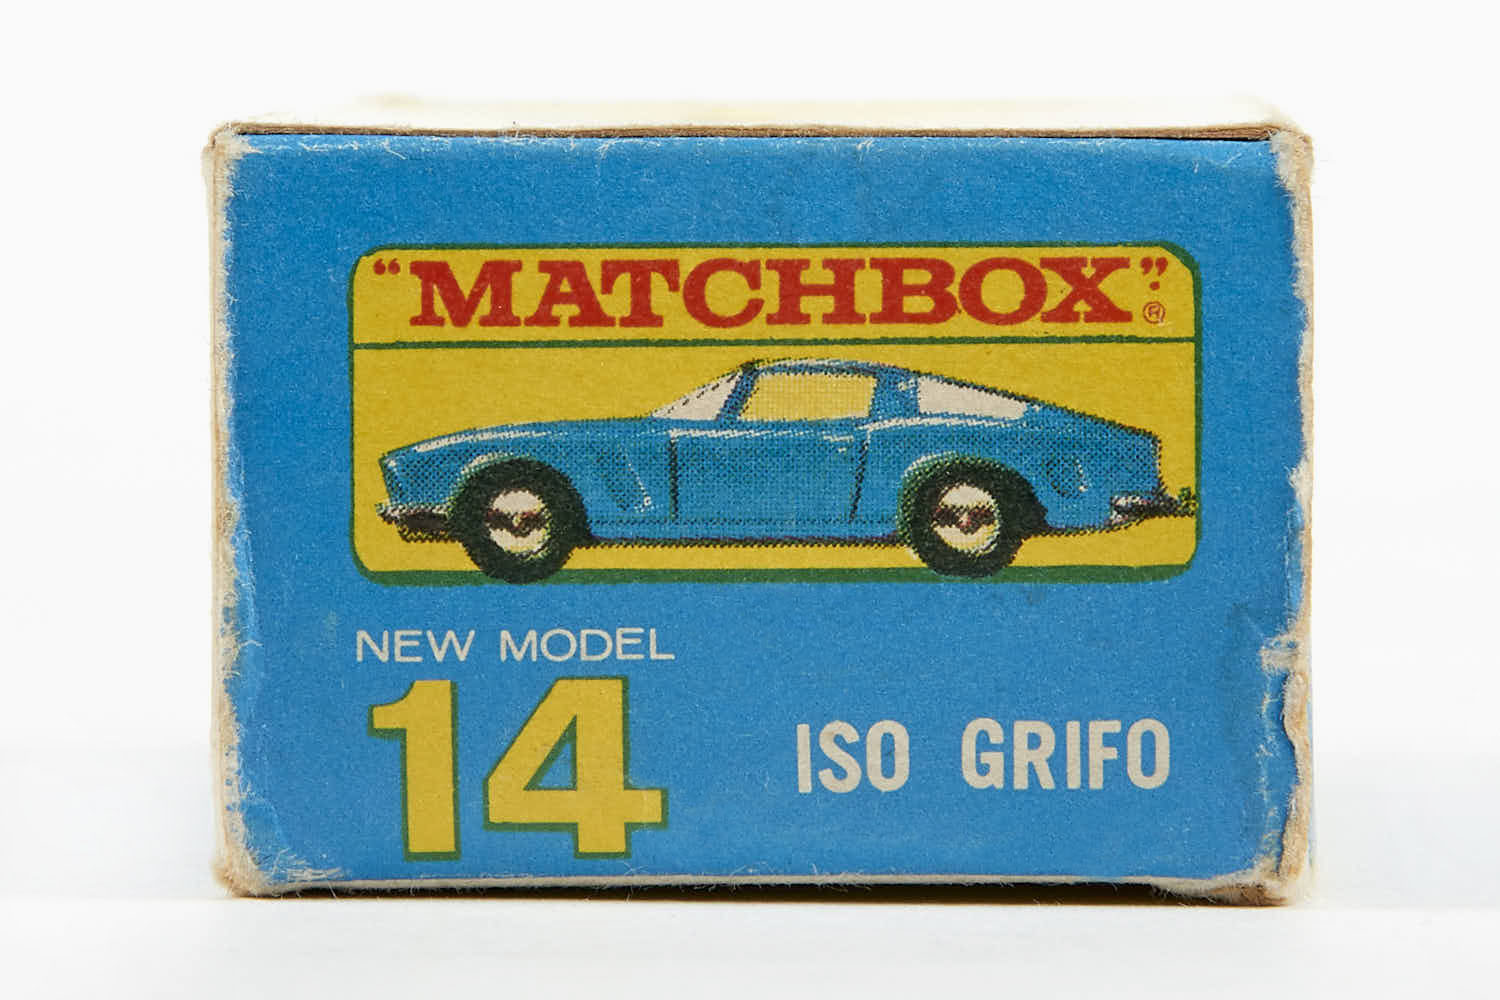 "MATCHBOX"®
NEW MODEL
14
ISO GRIFO